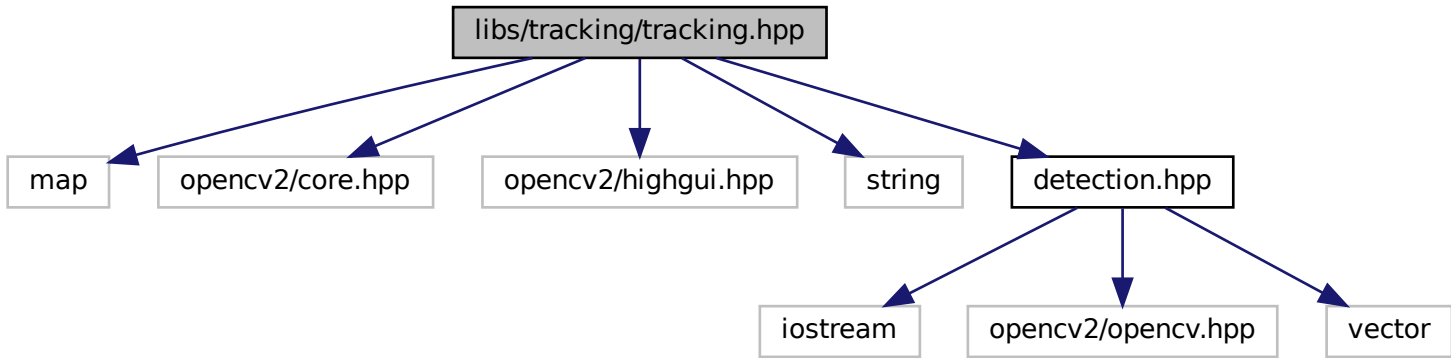 libs/tracking/tracking.hpp
map
opencv2/core.hpp
opencv2/highgui.hpp
string
detection.hpp
iostream
opencv2/opencv.hpp
vector